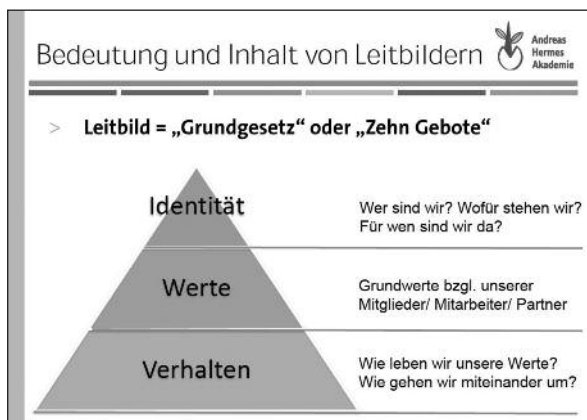 Bedeutung und Inhalt von Leitbildern
Andreas
Hermes
Akademie
> Leitbild = „Grundgesetz“ oder „Zehn Gebote“
Identität
Wer sind wir? Wofür stehen wir?
Für wen sind wir da?
Werte
Grundwerte bzgl. unserer
Mitglieder/ Mitarbeiter/ Partner
Verhalten
Wie leben wir unsere Werte?
Wie gehen wir miteinander um?